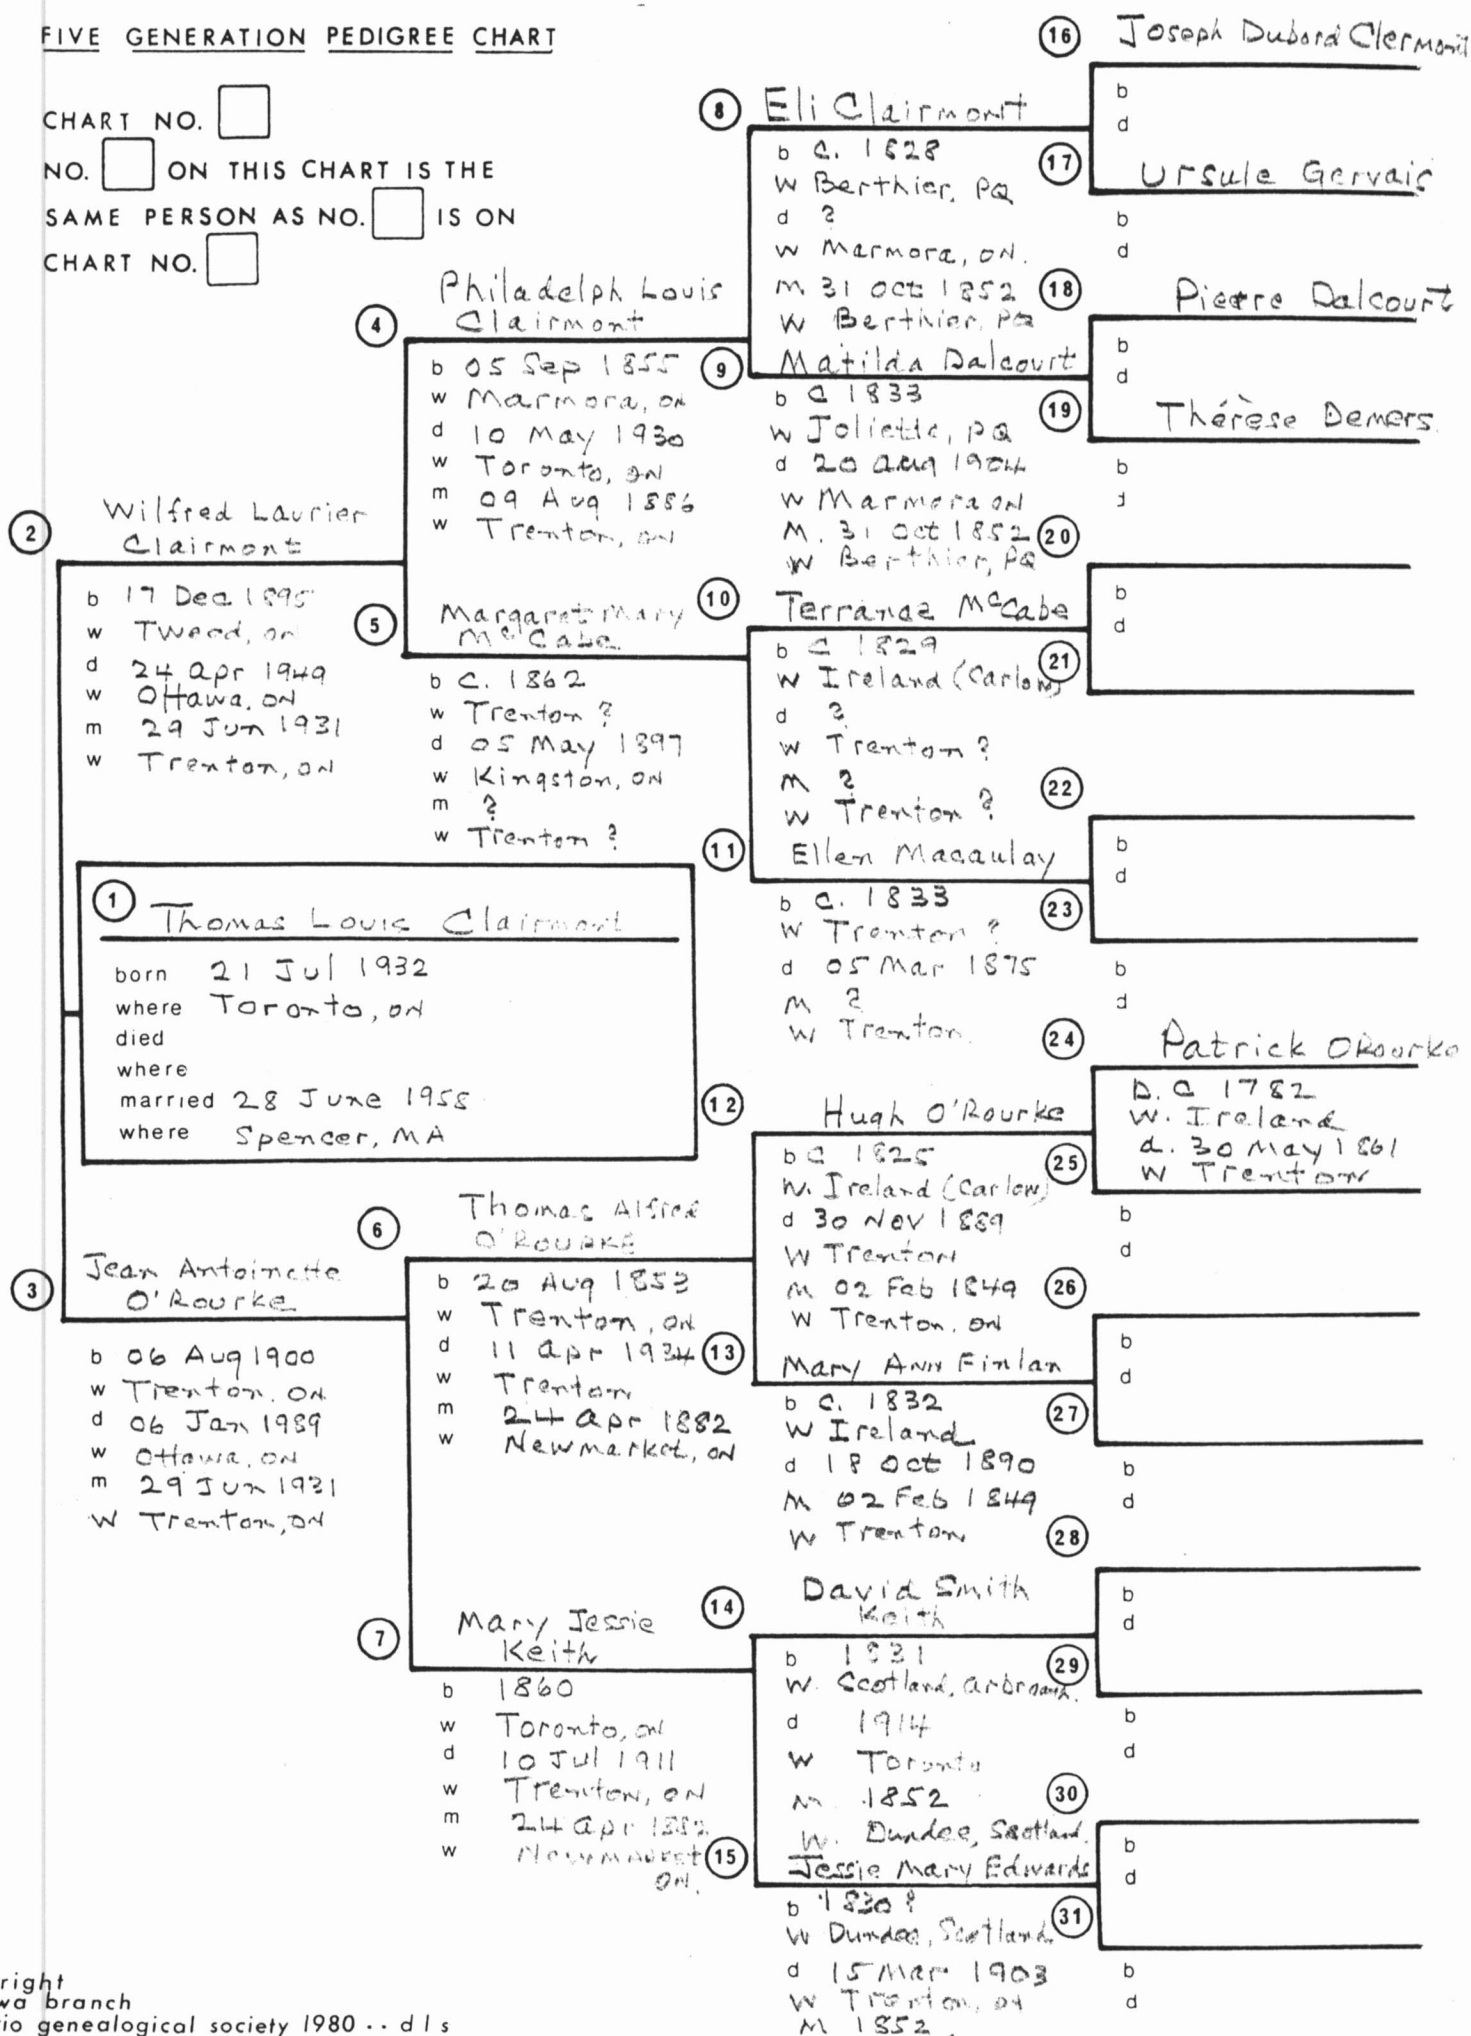 FIVE GENERATION PEDIGREE CHART
CHART NO.
NO. ON THIS CHART IS THE
SAME PERSON AS NO. IS ON
CHART NO.
1
Thomas Louis Clairmont
born 21 Jul 1932
where Toronto, ON
died
where
married 28 June 1958
where Spencer, MA
2
Wilfred Laurier
Clairmont
b 17 Dec 1895
w Tweed, on
d 24 apr 1949
w Ottawa, ON
m 29 Jun 1931
w Trenton, ON
3
Jean Antoinette
O'Rourke
b 06 Aug 1900
w Trenton, ON
d 06 Jan 1989
w Ottawa, ON
m 29 Jun 1931
W Trenton, ON
4
Philadelph Louis
Clairmont
b 05 Sep 1855
w Marmora, ON
d 10 May 1930
w Toronto, ON
m 09 Aug 1886
w Trenton, ON
5
Margaret Mary
McCabe
b C. 1862
w Trenton ?
d 05 May 1897
w Kingston, ON
m ?
w Trenton ?
6
Thomas Alfred
O'ROURKE
b 20 Aug 1853
w Trenton, ON
d 11 apr 1934
w Trenton
m 24 apr 1882
w Newmarket, ON
7
Mary Jessie
Keith
b 1860
w Toronto, ON
d 10 Jul 1911
w Trenton, ON
m 24 apr 1882
w Newmarket
ON.
8
Eli Clairmont
b C. 1828
W Berthier, PQ
d ?
w Marmora, ON.
M 31 Oct 1852
W Berthier, PQ
9
Matilda Dalcourt
b C 1833
W Joliette, PQ
d 20 aug 1904
W Marmora ON
M. 31 Oct 1852
W Berthier, PQ
10
Terrance McCabe
b C 1829
W Ireland (Carlow)
d ?
w Trenton ?
M ?
W Trenton ?
11
Ellen Macaulay
b C. 1833
W Trenton ?
d 05 Mar 1875
M ?
W Trenton
12
Hugh O'Rourke
b C 1825
W. Ireland (Carlow)
d 30 Nov 1889
W Trenton
M 02 Feb 1849
W Trenton, ON
13
Mary Ann Finlan
b C. 1832
W Ireland
d 18 Oct 1890
M 02 Feb 1849
W Trenton
14
David Smith
Keith
b 1831
W. Scotland, arbroath.
d 1914
W Toronto
M 1852
W. Dundee, Scotland.
15
Jessie Mary Edwards
b 1830?
W Dundee, Scotland
d 15 Mar 1903
W Trenton, ON
M 1852
16
Joseph Dubord Clermont
b
d
17
Ursule Gervais
b
d
18
Pierre Dalcourt
b
d
19
Thérèse Demers.
b
d
20
b
d
21
22
b
d
23
b
d
24
Patrick ORourke
b. C 1782
W. Ireland
d. 30 May 1861
W Trenton
25
b
d
26
b
d
27
b
d
28
b
d
29
b
d
30
b
d
31
b
d
right
wa branch
rio genealogical society 1980 .. d l s